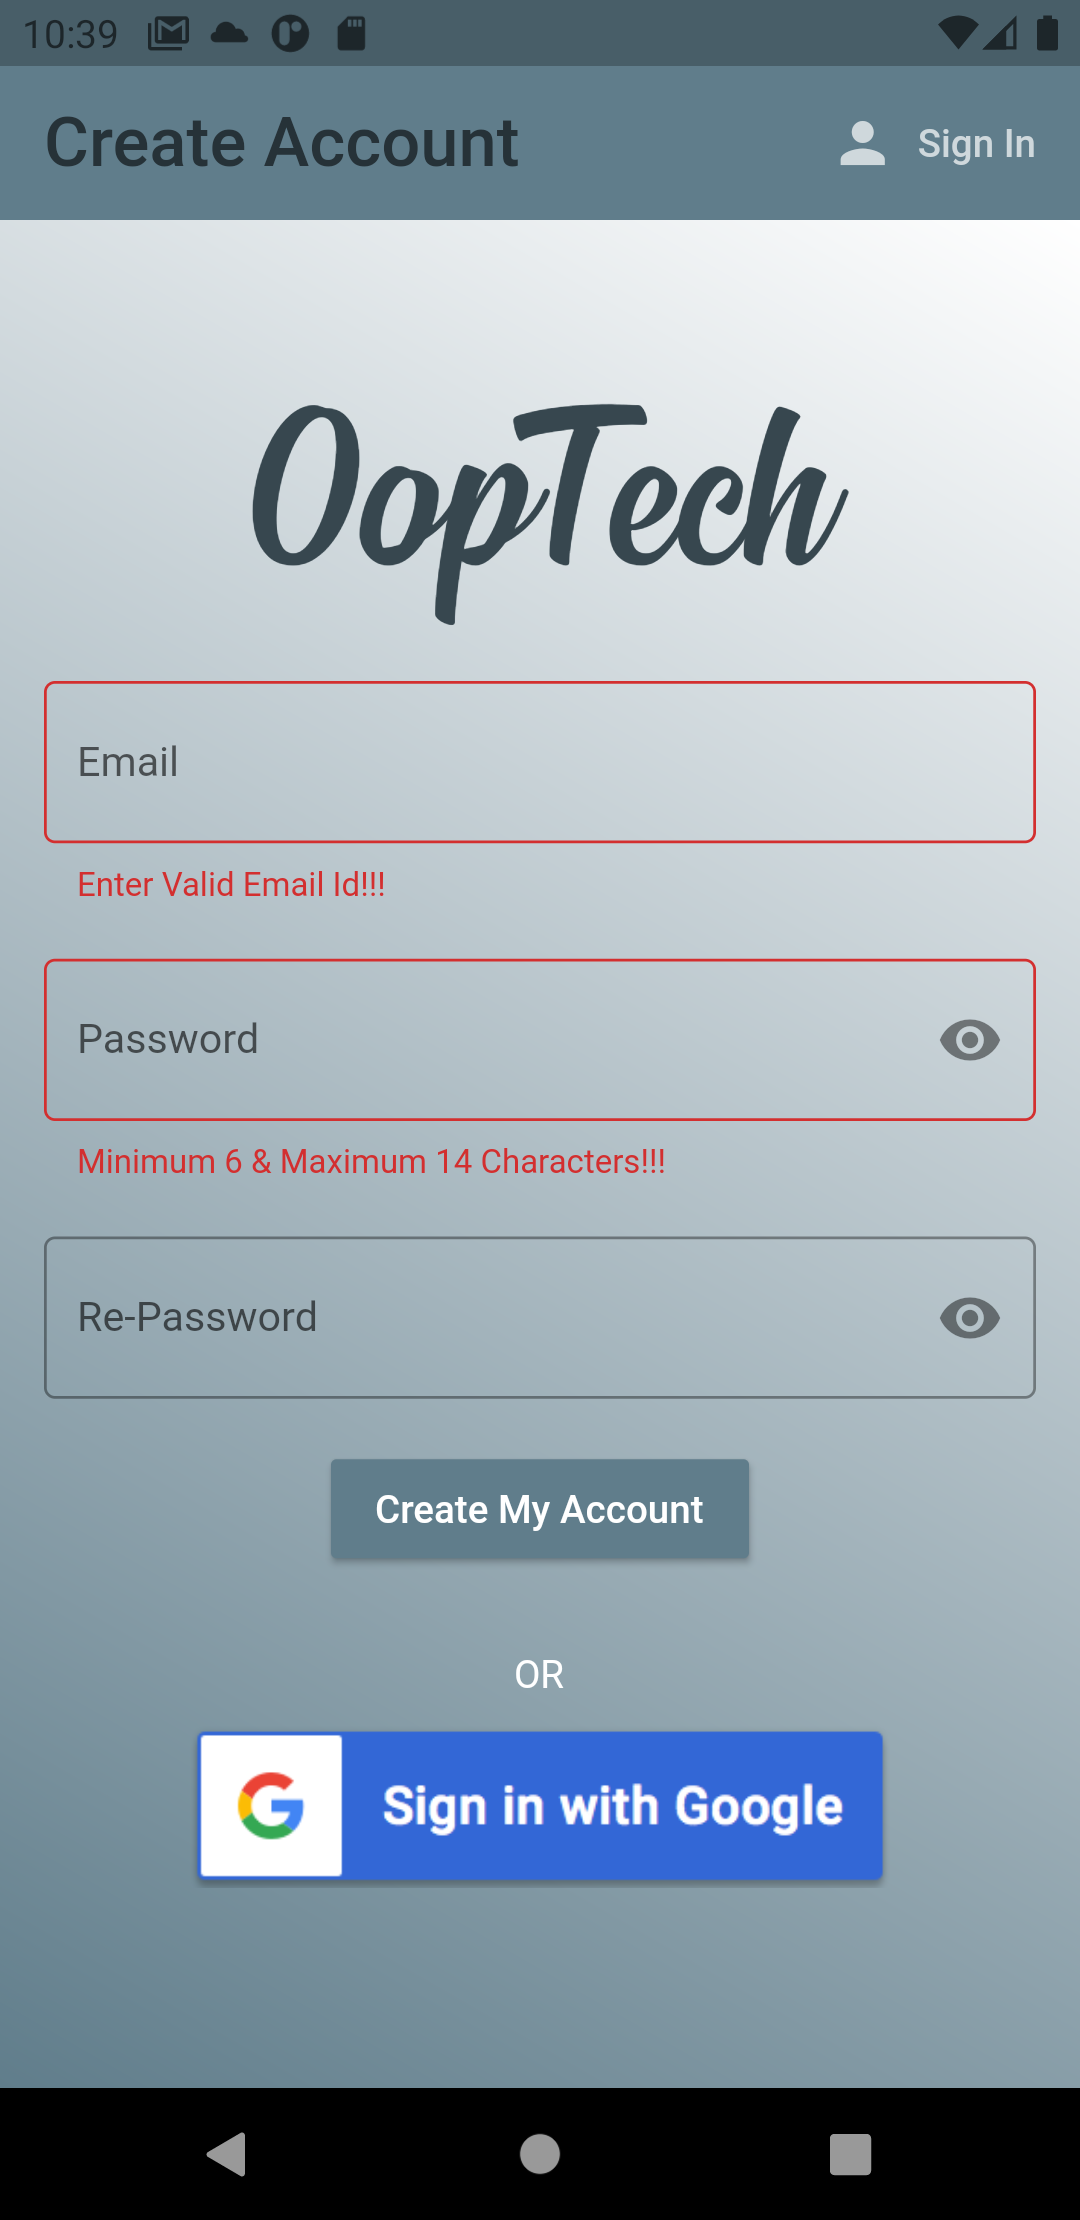 10:39
Create Account
Sign In
OopTech
Email
Enter Valid Email Id!!!
Password
Minimum 6 & Maximum 14 Characters!!!
Re-Password
Create My Account
OR
Sign in with Google